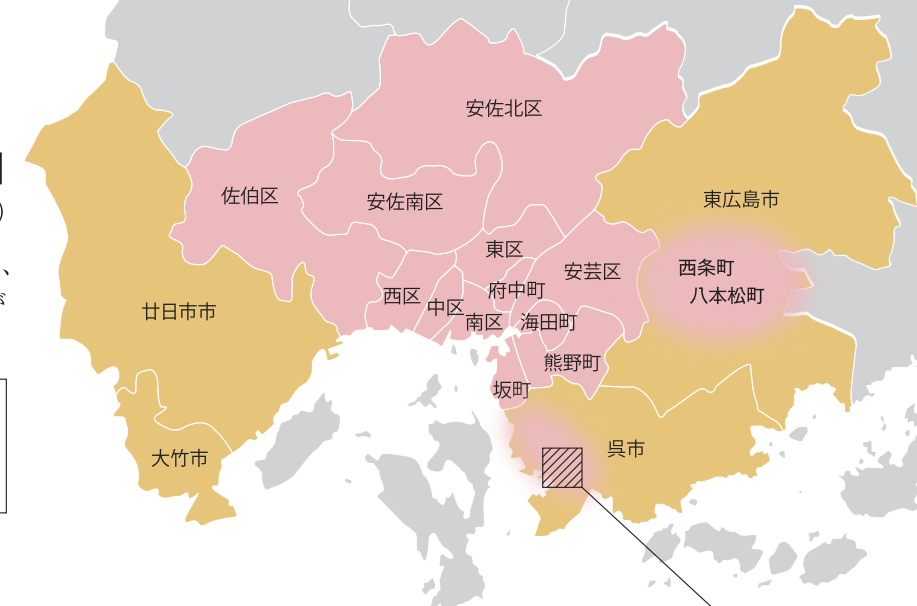 安佐北区
佐伯区
安佐南区
東広島市
東区
安芸区
西条町
八本松町
府中町
西区
中区
南区
海田町
廿日市市
熊野町
坂町
呉市
大竹市
)
、